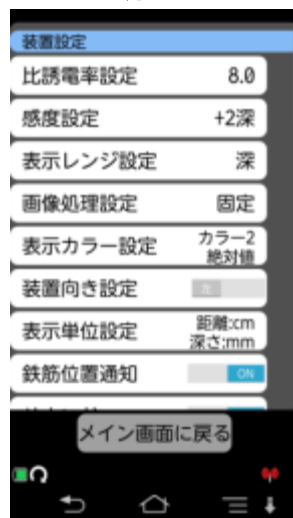 装置設定
比誘電率設定 8.0
感度設定 +2深
表示レンジ設定 深
画像処理設定 固定
表示カラー設定 カラー2
絶対値
装置向き設定 左
表示単位設定 距離:cm
深さ:mm
鉄筋位置通知 ON
メイン画面に戻る